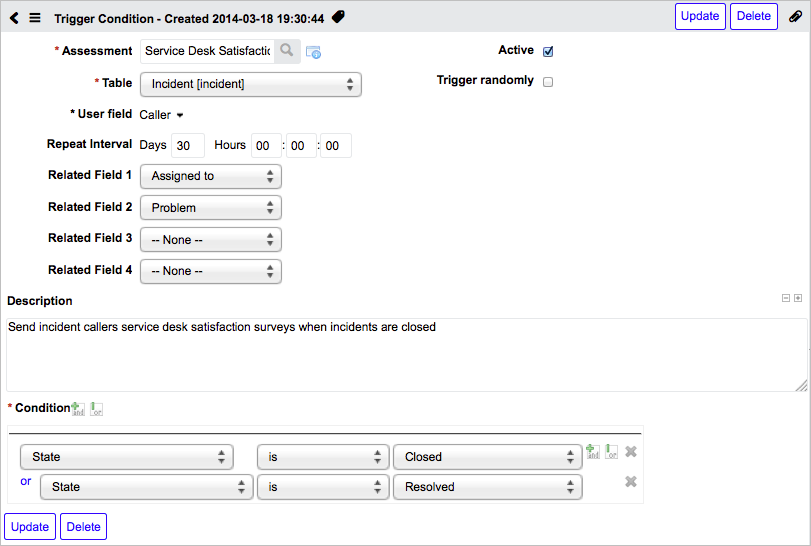 Trigger Condition - Created 2014-03-18 19:30:44 Update Delete
* Assessment Service Desk Satisfactic Active
* Table Incident [incident] Trigger randomly
* User field Caller
Repeat Interval Days 30 Hours 00 : 00 : 00
Related Field 1 Assigned to
Related Field 2 Problem
Related Field 3 -- None --
Related Field 4 -- None --
Description
Send incident callers service desk satisfaction surveys when incidents are closed
* Condition and or
State is Closed and or
or State is Resolved
Update Delete